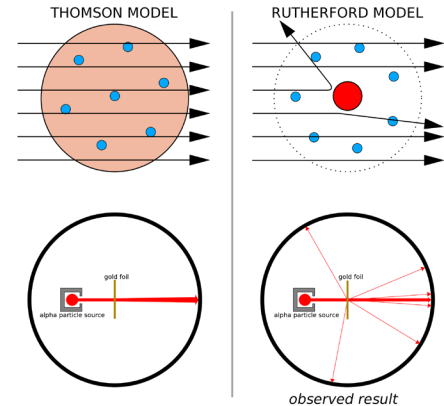 THOMSON MODEL
RUTHERFORD MODEL
gold foil
alpha particle source
gold foil
alpha particle source
observed result